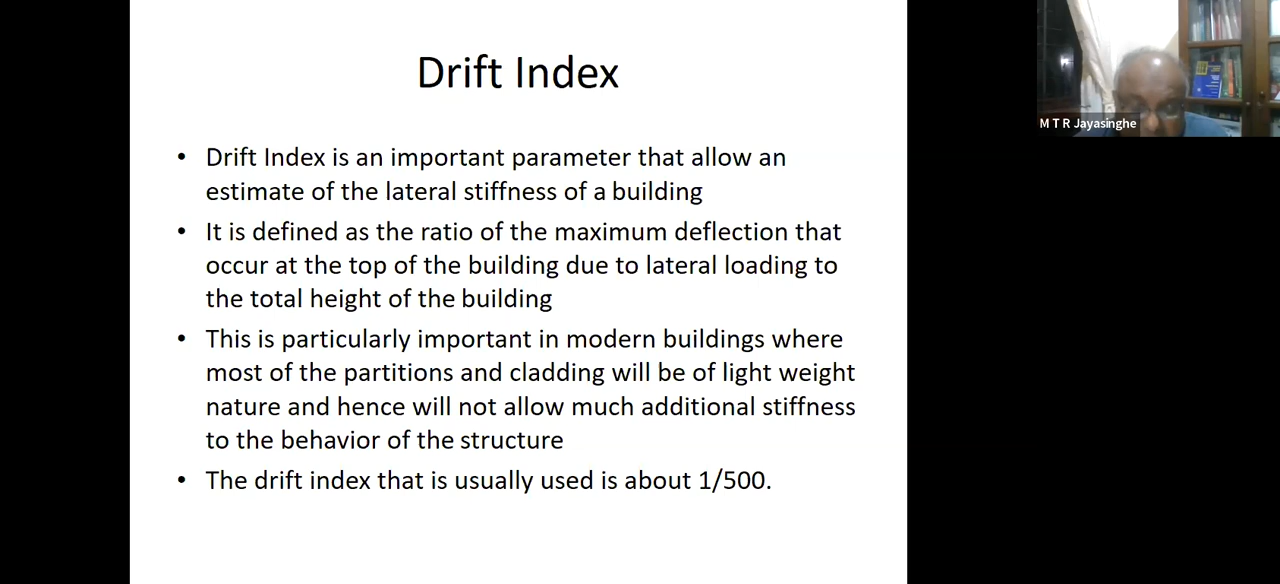 Drift Index
• Drift Index is an important parameter that allow an
estimate of the lateral stiffness of a building
• It is defined as the ratio of the maximum deflection that
occur at the top of the building due to lateral loading to
the total height of the building
• This is particularly important in modern buildings where
most of the partitions and cladding will be of light weight
nature and hence will not allow much additional stiffness
to the behavior of the structure
• The drift index that is usually used is about 1/500.
M T R Jayasinghe